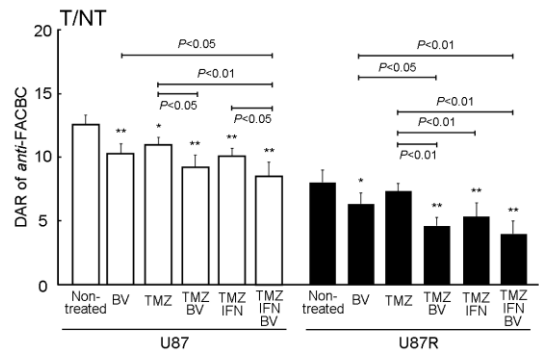 T/NT
DAR of anti-FACBC
20
15
10
5
0
P<0.05
P<0.01
P<0.05
P<0.05
P<0.01
P<0.05
P<0.01
P<0.01
P<0.01
** * ** ** **
* ** ** **
Non-treated BV TMZ TMZ BV TMZ IFN TMZ IFN BV
Non-treated BV TMZ TMZ BV TMZ IFN TMZ IFN BV
U87 U87R